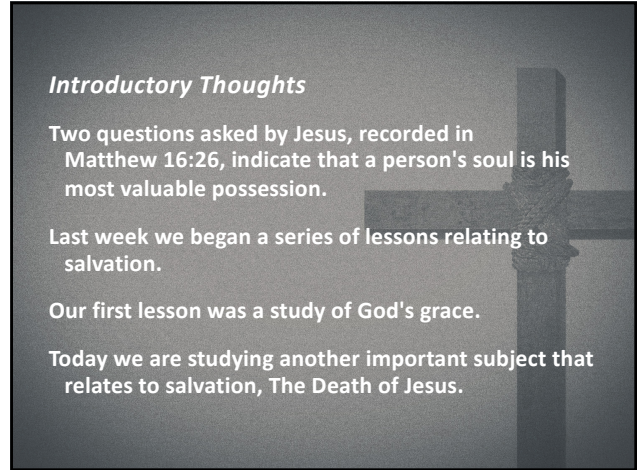 Introductory Thoughts
Two questions asked by Jesus, recorded in
Matthew 16:26, indicate that a person's soul is his
most valuable possession.
Last week we began a series of lessons relating to
salvation.
Our first lesson was a study of God's grace.
Today we are studying another important subject that
relates to salvation, The Death of Jesus.